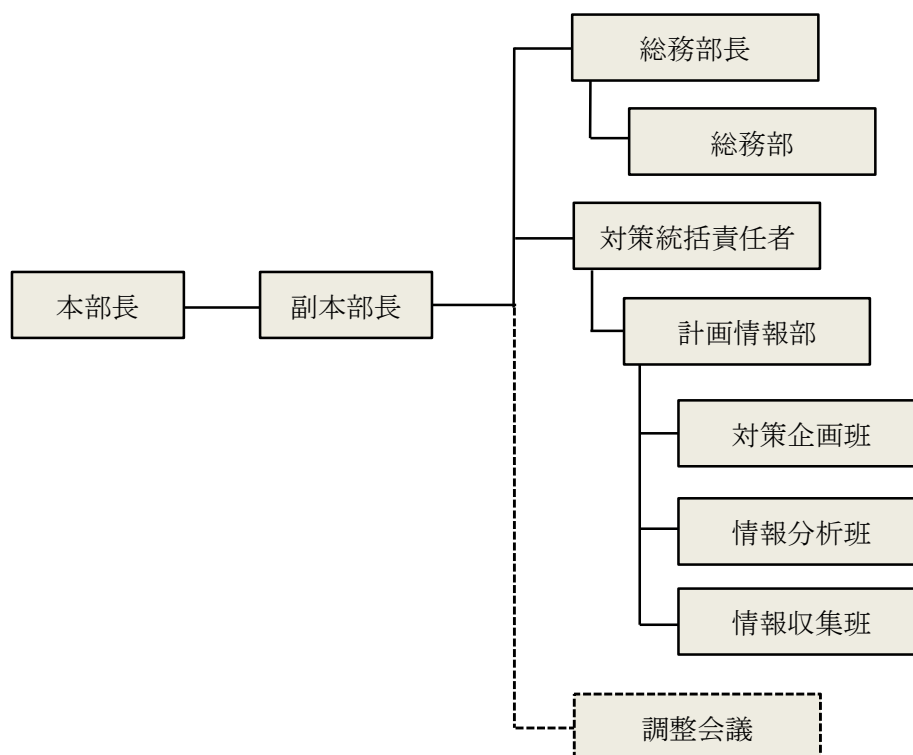 総務部長
総務部
対策統括責任者
本部長
副本部長
計画情報部
対策企画班
情報分析班
情報収集班
調整会議